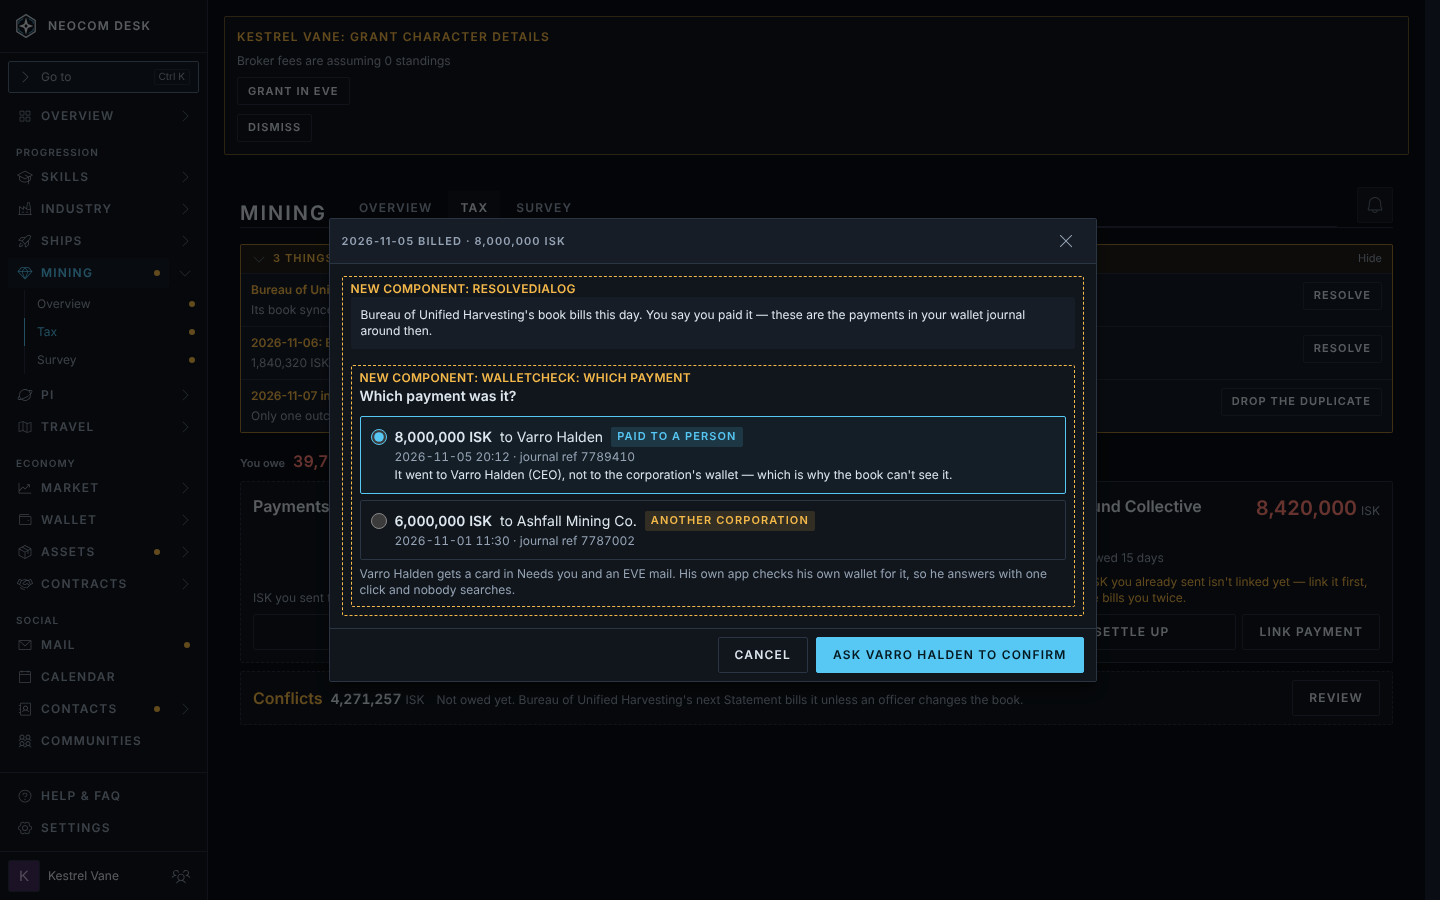 NEOCOM DESK
Go to
Ctrl K
OVERVIEW
PROGRESSION
SKILLS
INDUSTRY
SHIPS
MINING
Overview
Tax
Survey
PI
TRAVEL
ECONOMY
MARKET
WALLET
ASSETS
CONTRACTS
SOCIAL
MAIL
CALENDAR
CONTACTS
COMMUNITIES
HELP & FAQ
SETTINGS
K
Kestrel Vane
KESTREL VANE: GRANT CHARACTER DETAILS
Broker fees are assuming 0 standings
GRANT IN EVE
DISMISS
MINING
OVERVIEW
TAX
SURVEY
3 THINGS
Hide
Bureau of Uni
Its book sync
RESOLVE
2026-11-06:
1,840,320 ISK
RESOLVE
2026-11-07 in
Only one
DROP THE DUPLICATE
You owe 39,7
Payments
ISK you sent
nd Collective
8,420,000 ISK
wed 15 days
SK you already sent isn't linked yet — link it first,
bills you twice.
SETTLE UP
LINK PAYMENT
Conflicts 4,271,257 ISK Not owed yet. Bureau of Unified Harvesting's next Statement bills it unless an officer changes the book.
REVIEW
2026-11-05 BILLED · 8,000,000 ISK
NEW COMPONENT: RESOLVEDIALOG
Bureau of Unified Harvesting's book bills this day. You say you paid it — these are the payments in your wallet journal
around then.
NEW COMPONENT: WALLETCHECK: WHICH PAYMENT
Which payment was it?
8,000,000 ISK to Varro Halden PAID TO A PERSON
2026-11-05 20:12 · journal ref 7789410
It went to Varro Halden (CEO), not to the corporation's wallet — which is why the book can't see it.
6,000,000 ISK to Ashfall Mining Co. ANOTHER CORPORATION
2026-11-01 11:30 · journal ref 7787002
Varro Halden gets a card in Needs you and an EVE mail. His own app checks his own wallet for it, so he answers with one
click and nobody searches.
CANCEL
ASK VARRO HALDEN TO CONFIRM